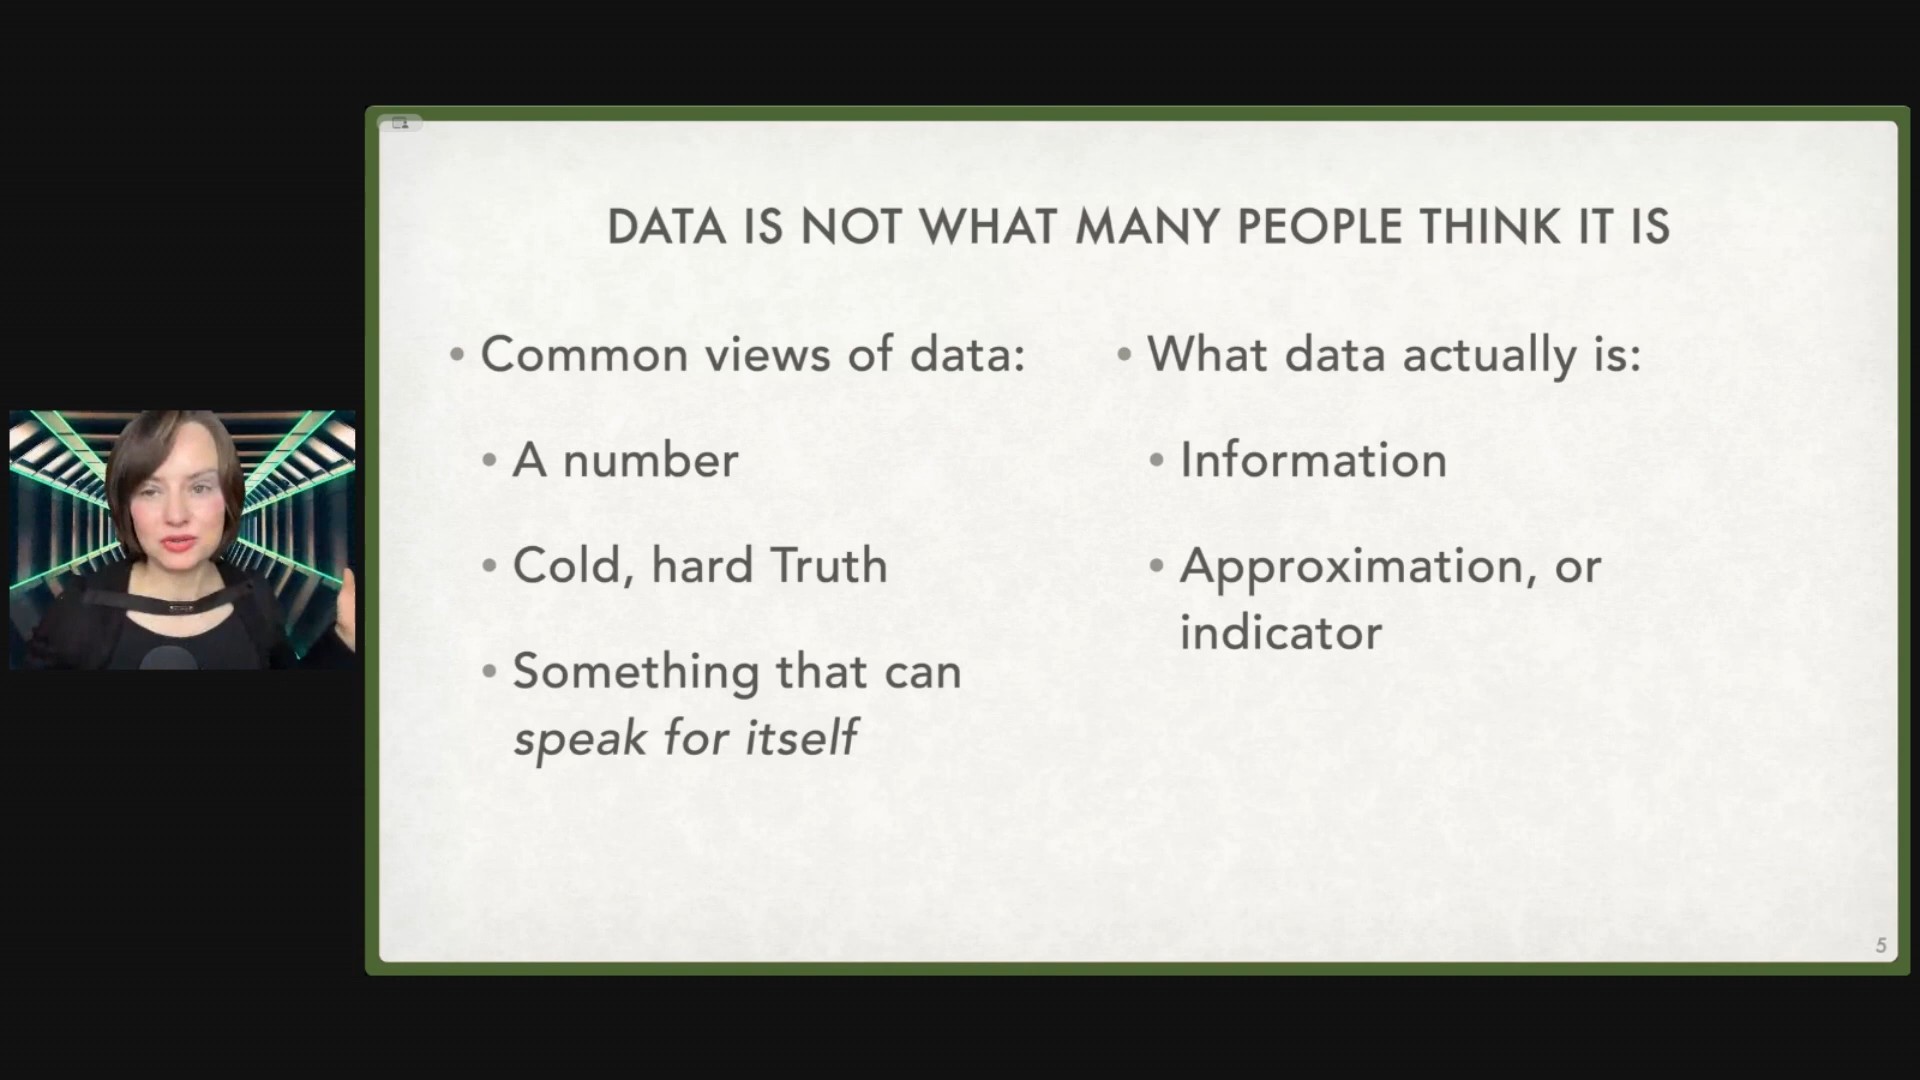 DATA IS NOT WHAT MANY PEOPLE THINK IT IS
• Common views of data:
• A number
• Cold, hard Truth
• Something that can
speak for itself
• What data actually is:
• Information
• Approximation, or
indicator
5